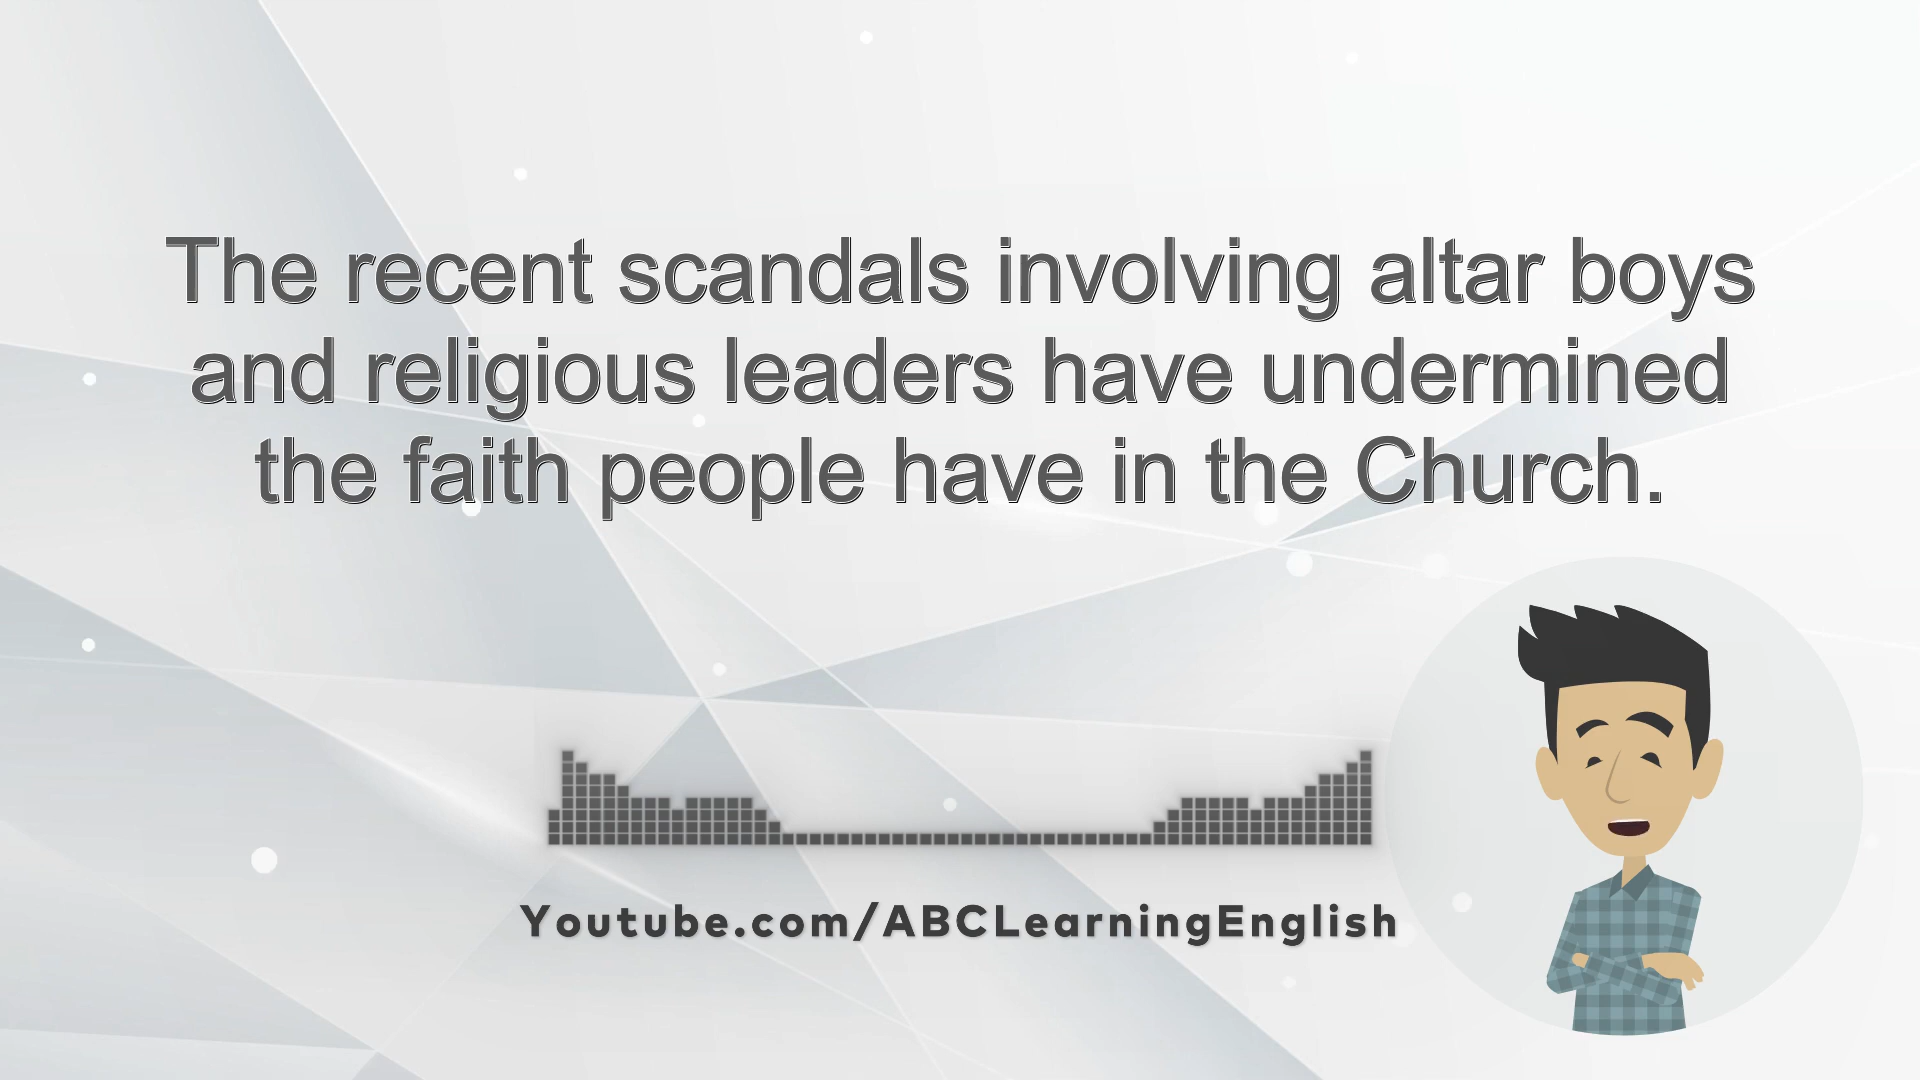 The recent scandals involving altar boys
and religious leaders have undermined
the faith people have in the Church.
Youtube.com/ABCLearningEnglish